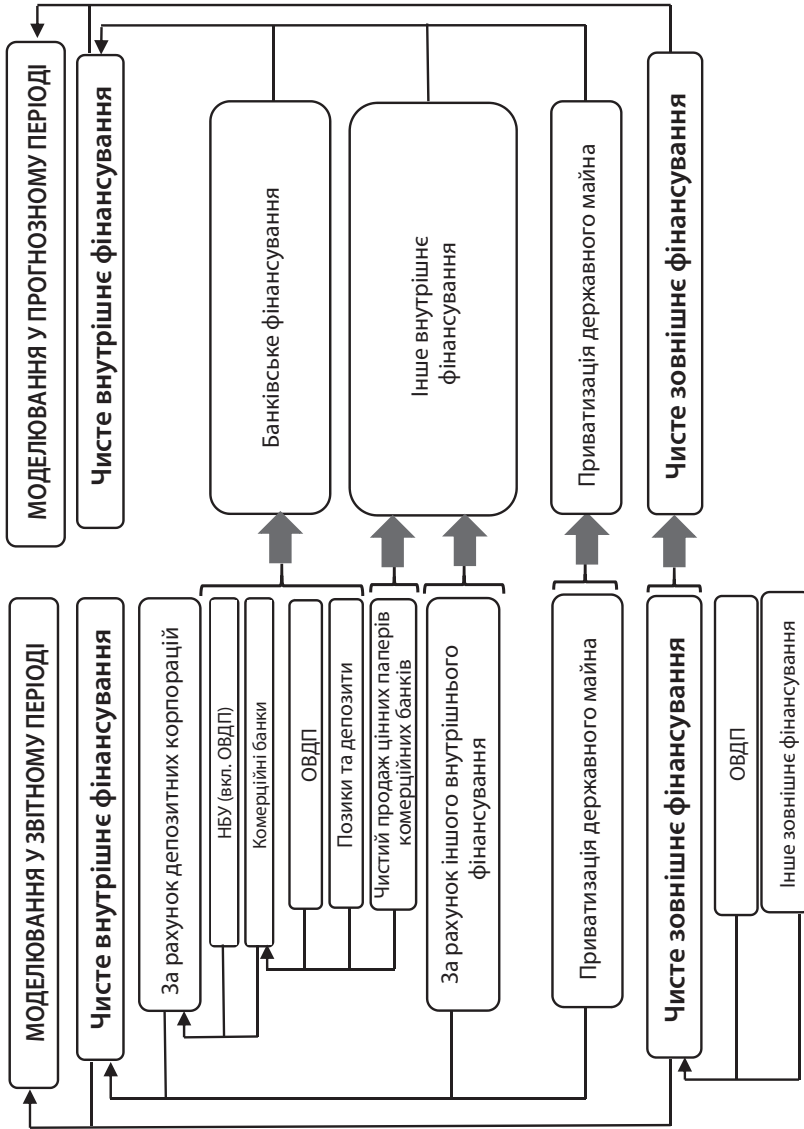 МОДЕЛЮВАННЯ У ЗВІТНОМУ ПЕРІОДІ
Чисте внутрішнє фінансування
За рахунок депозитних корпорацій
НБУ (вкл. ОВДП)
Комерційні банки
ОВДП
Позики та депозити
Чистий продаж цінних паперів
комерційних банків
За рахунок іншого внутрішнього
фінансування
Приватизація державного майна
Чисте зовнішнє фінансування
ОВДП
Інше зовнішнє фінансування
МОДЕЛЮВАННЯ У ПРОГНОЗНОМУ ПЕРІОДІ
Чисте внутрішнє фінансування
Банківське фінансування
Інше внутрішнє
фінансування
Приватизація державного майна
Чисте зовнішнє фінансування